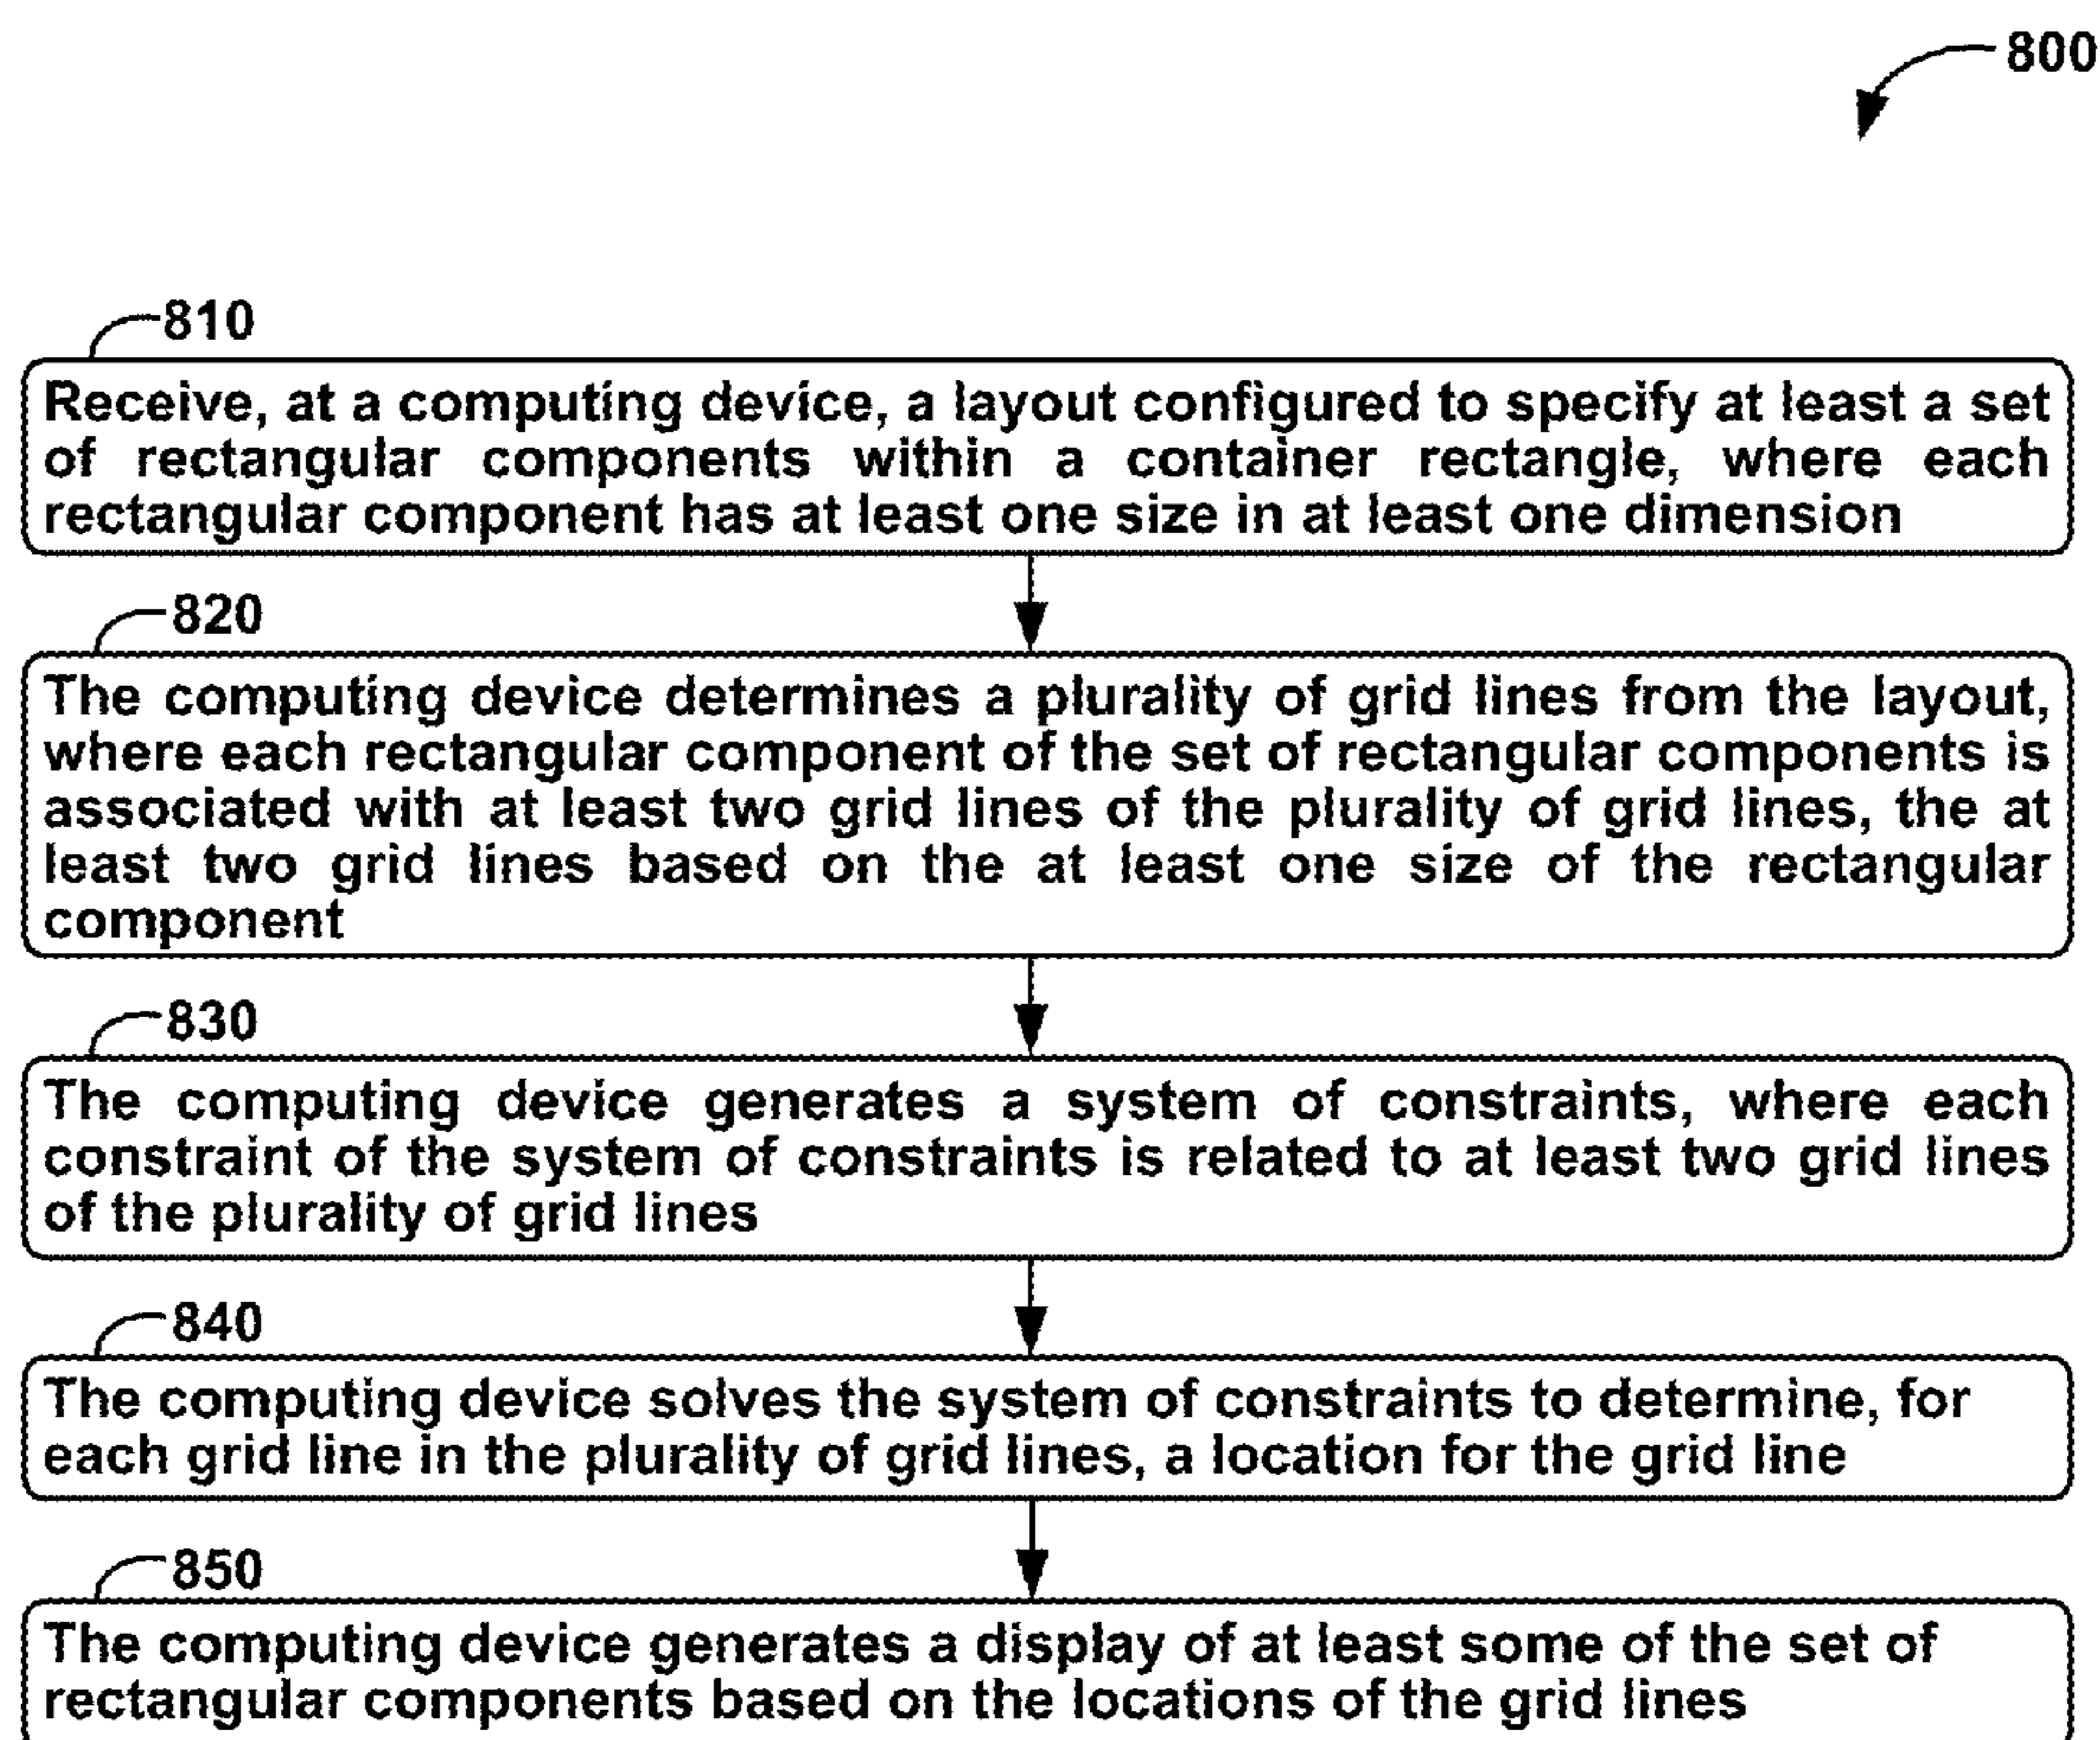 800
810
Receive, at a computing device, a layout configured to specify at least a set
of rectangular components within a container rectangle, where each
rectangular component has at least one size in at least one dimension
820
The computing device determines a plurality of grid lines from the layout,
where each rectangular component of the set of rectangular components is
associated with at least two grid lines of the plurality of grid lines, the at
least two grid lines based on the at least one size of the rectangular
component
830
The computing device generates a system of constraints, where each
constraint of the system of constraints is related to at least two grid lines
of the plurality of grid lines
840
The computing device solves the system of constraints to determine, for
each grid line in the plurality of grid lines, a location for the grid line
850
The computing device generates a display of at least some of the set of
rectangular components based on the locations of the grid lines